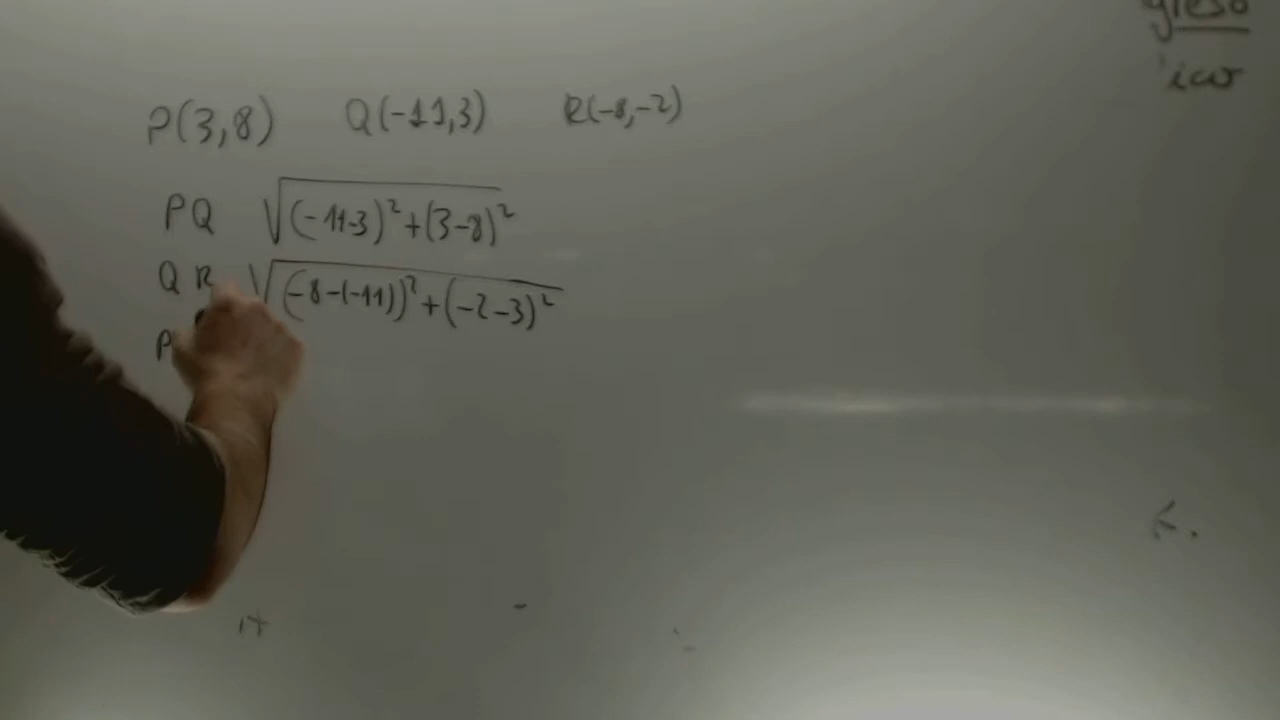 P(3,8) Q(-11,3) R(-8,-2)
PQ √(-11-3)²+(3-8)²
QR √(-8-(-11))²+(-2-3)²
P